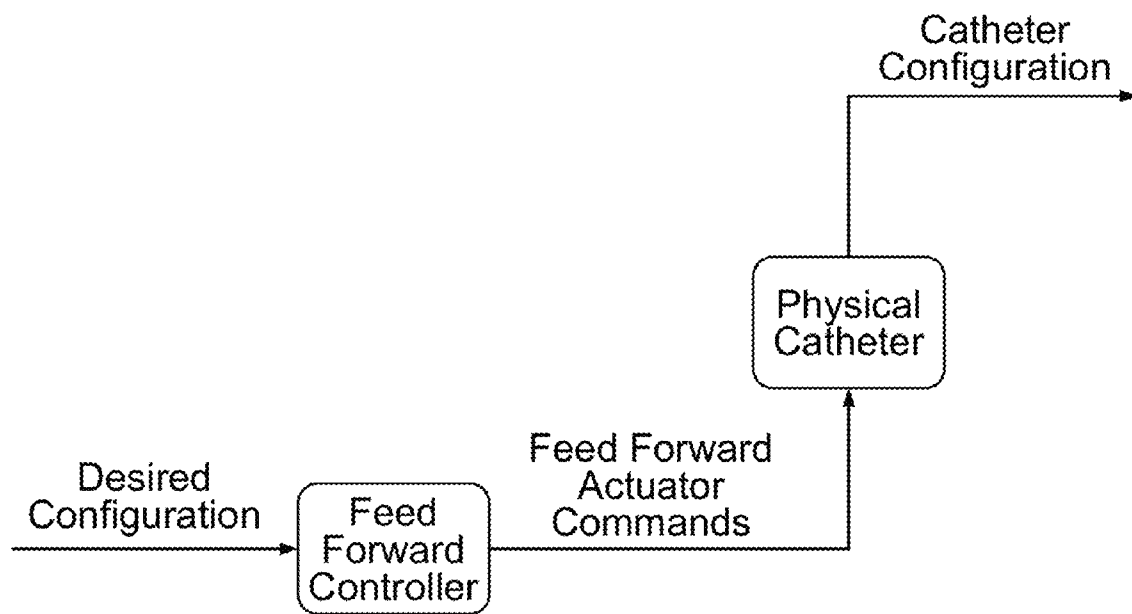 Catheter
Configuration
Physical
Catheter
Desired
Configuration
Feed
Forward
Controller
Feed Forward
Actuator
Commands